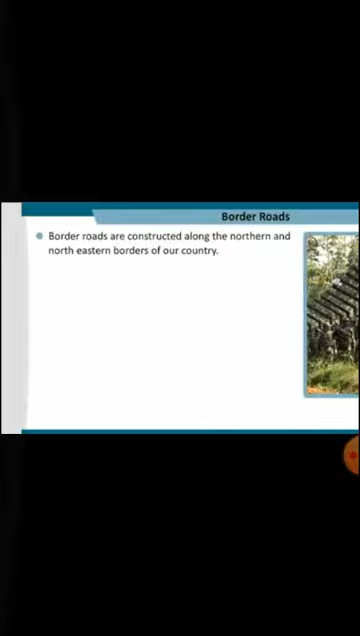 Border Roads
Border roads are constructed along the northern and
north eastern borders of our country.